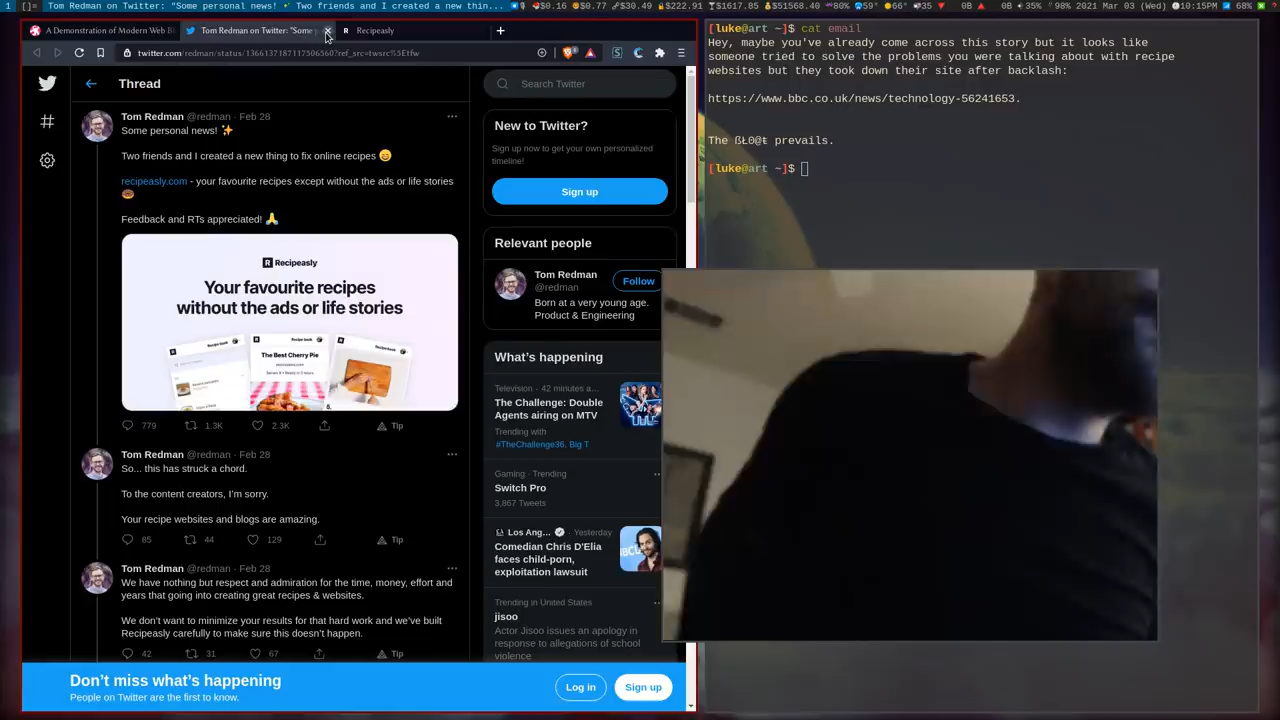 1 []= Tom Redman on Twitter: "Some personal news! Two friends and I created a new thin...
$0.16 $0.77 $30.49 $222.91 $1617.85 $51568.40 80% 59° 66° 35% 98% 2021 Mar 03 (Wed) 10:15PM 68%
A Demonstration of Modern Web Bl
Tom Redman on Twitter: "Some
Recipeasly
Thread
Search Twitter
Tom Redman @redman · Feb 28
Some personal news!
Two friends and I created a new thing to fix online recipes
recipeasly.com - your favourite recipes except without the ads or life stories
Feedback and RTs appreciated!
Recipeasly
Your favourite recipes
without the ads or life stories
Recipe book
The Best Cherry Pie
779 1.3K 2.3K Tip
Tom Redman @redman · Feb 28
So... this has struck a chord.
To the content creators, I'm sorry.
Your recipe websites and blogs are amazing.
85 44 129 Tip
Tom Redman @redman · Feb 28
We have nothing but respect and admiration for the time, money, effort and
years that going into creating great recipes & websites.
We don't want to minimize your results for that hard work and we've built
Recipeasly carefully to make sure this doesn't happen.
42 31 67 Tip
New to Twitter?
Sign up now to get your own personalized
timeline!
Sign up
Relevant people
Tom Redman
@redman
Follow
Born at a very young age.
Product & Engineering
What's happening
Television · 42 minutes a...
The Challenge: Double
Agents airing on MTV
Trending with
#TheChallenge36, Big T
Gaming · Trending
Switch Pro
3,867 Tweets
Los Ang... · Yesterday
Comedian Chris D'Elia
faces child-porn,
exploitation lawsuit
Trending in United States
jisoo
Actor Jisoo issues an apology in
response to allegations of school
violence
Don't miss what's happening
People on Twitter are the first to know.
Log in
Sign up
[luke@art ~]$ cat email
Hey, maybe you've already come across this story but it looks like
someone tried to solve the problems you were talking about with recipe
websites but they took down their site after backlash:
https://www.bbc.co.uk/news/technology-56241653.
The ßŁ0@ŧ prevails.
[luke@art ~]$